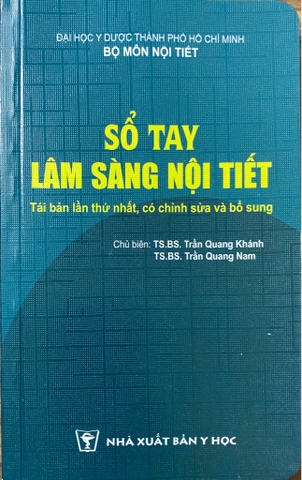 ĐẠI HỌC Y DƯỢC THÀNH PHỐ HỒ CHÍ MINH
BỘ MÔN NỘI TIẾT
SỔ TAY
LÂM SÀNG NỘI TIẾT
Tái bản lần thứ nhất, có chỉnh sửa và bổ sung
Chủ biên: TS.BS. Trần Quang Khánh
TS.BS. Trần Quang Nam
NHÀ XUẤT BẢN Y HỌC